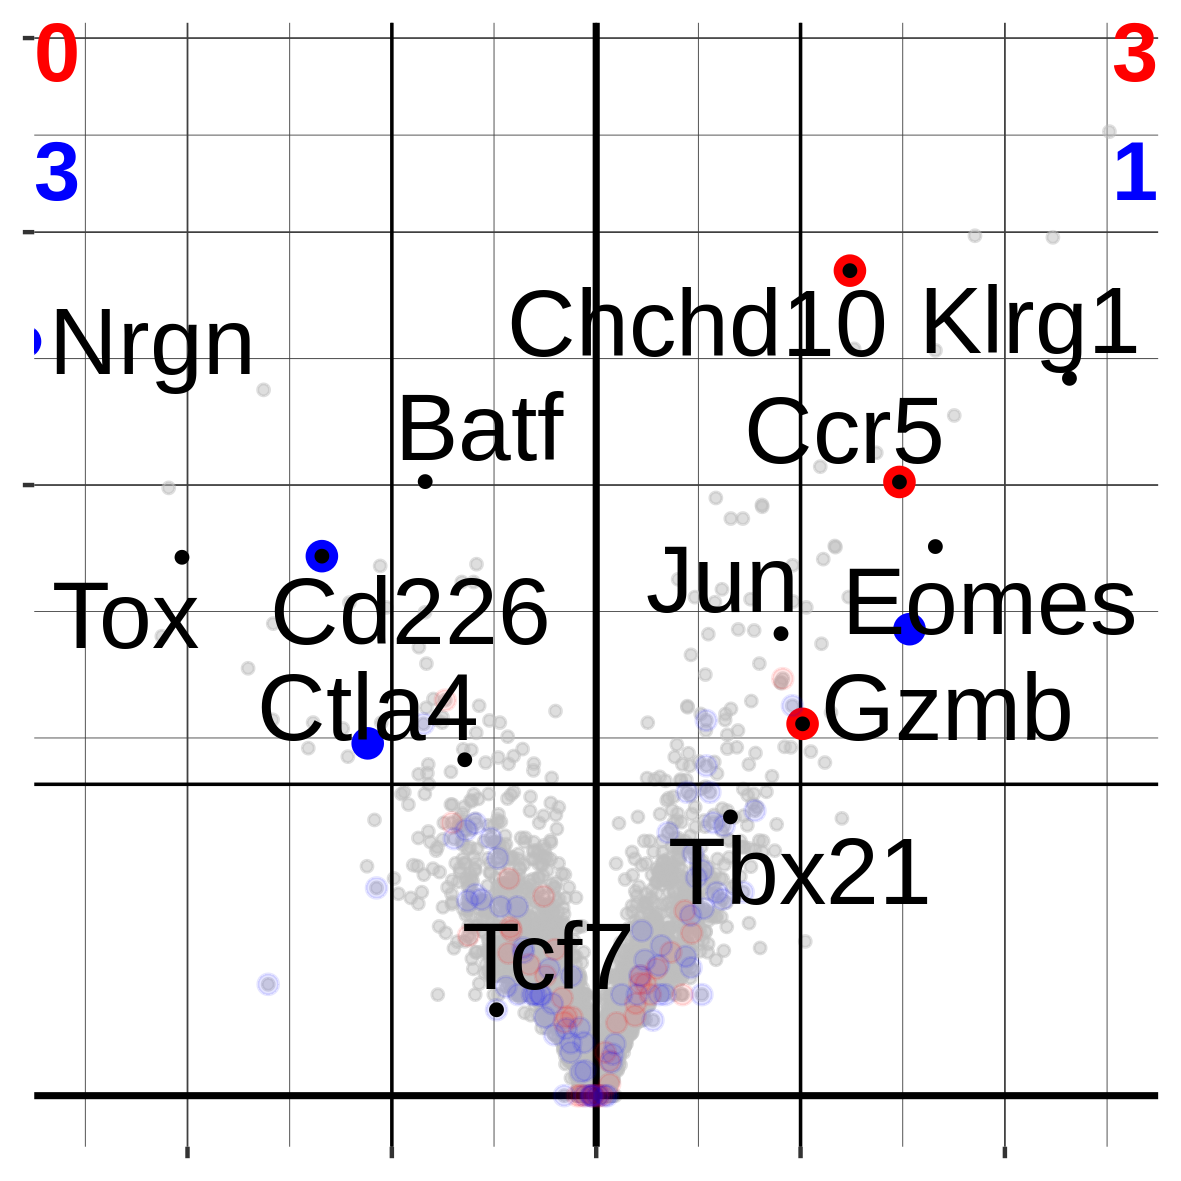 0 3
3 1
Chchd10 Klrg1
Nrgn
Batf Ccr5
Jun Eomes
Tox Cd226
Ctla4 Gzmb
Tbx21
Tcf7